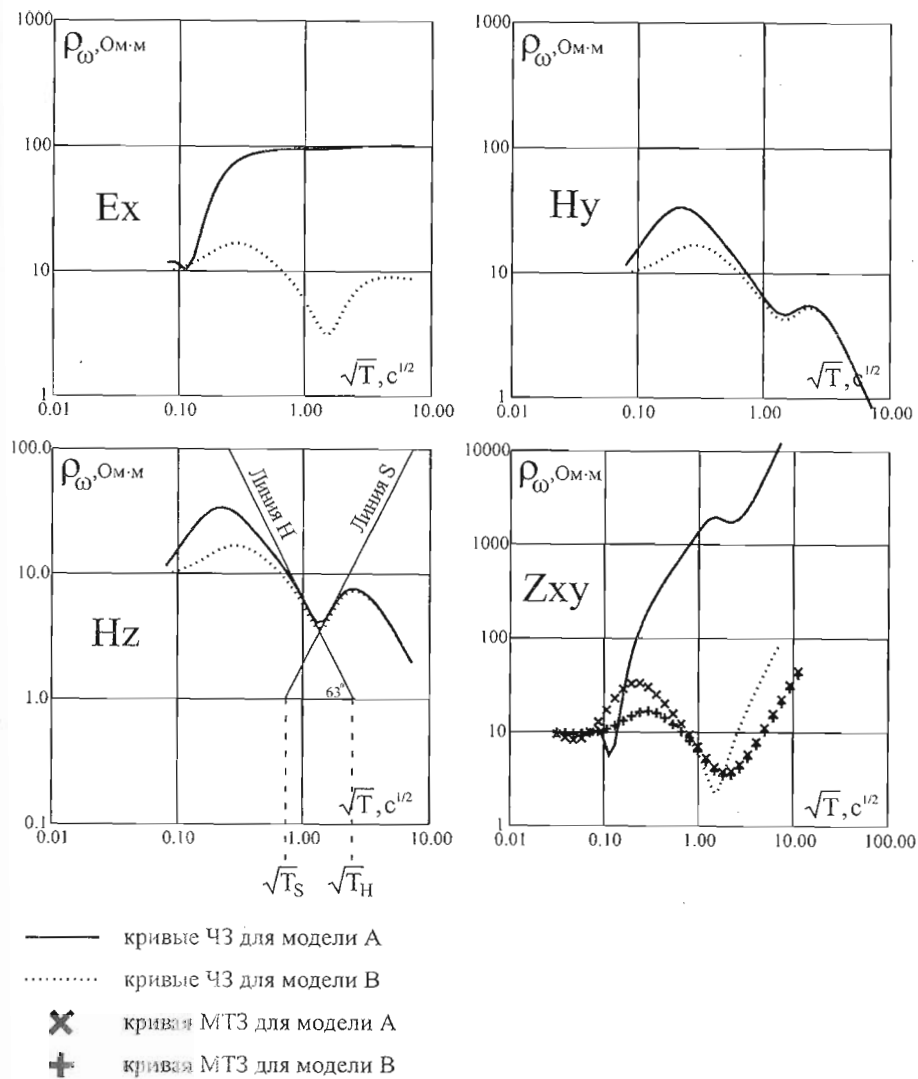 1000
ρω,Ом·м
100
Ex
10
√T, c1/2
1
0.01 0.10 1.00 10.00
1000
ρω,Ом·м
100
Hy
10
√T, c1/2
1
0.01 0.10 1.00 10.00
100.0
ρω,Ом·м
Линия H
Линия S
10.0
Hz
1.0
63°
√T, c1/2
0.1
0.01 0.10 1.00 10.00
√TS √TH
10000
ρω,Ом·м
1000
Zxy
100
10
√T, c1/2
1
0.01 0.10 1.00 10.00 100.00
кривые ЧЗ для модели А
кривые ЧЗ для модели В
кривая МТЗ для модели А
кривая МТЗ для модели В